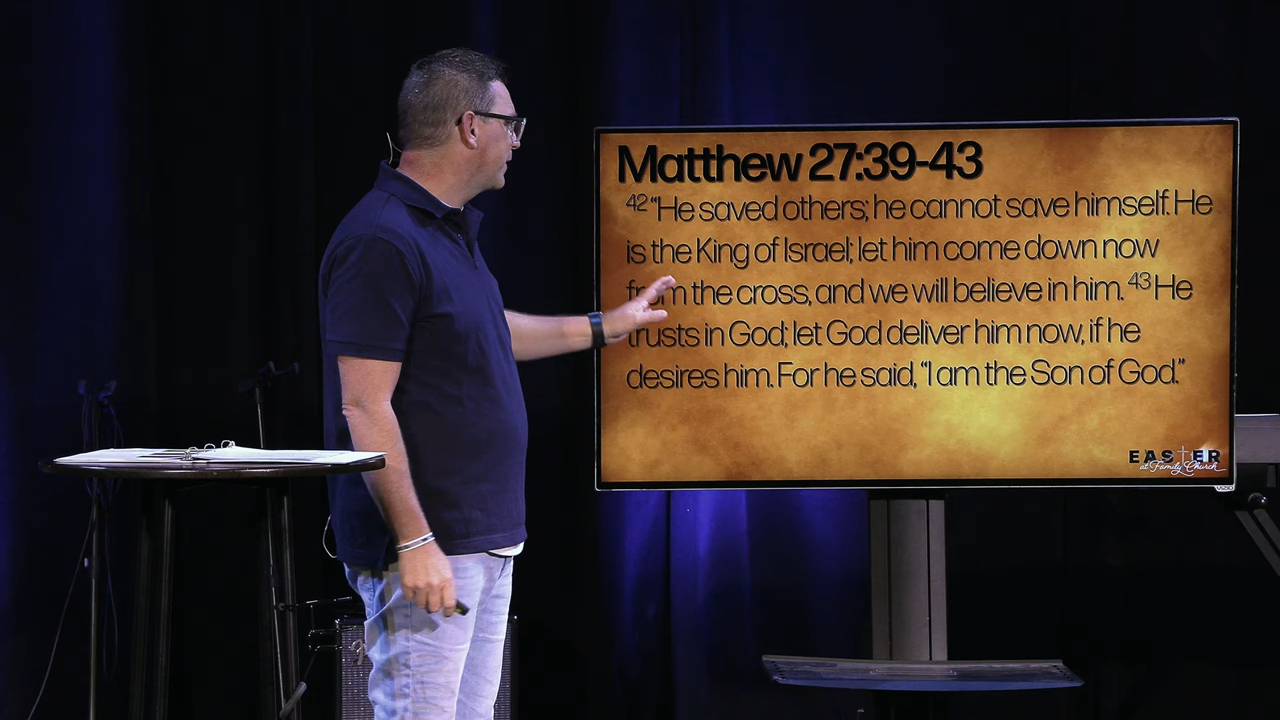 Matthew 27:39-43
42 “He saved others; he cannot save himself. He
is the King of Israel; let him come down now
from the cross, and we will believe in him. 43 He
trusts in God; let God deliver him now, if he
desires him. For he said, “I am the Son of God.”
EASTER
at Family Church
VIZIO